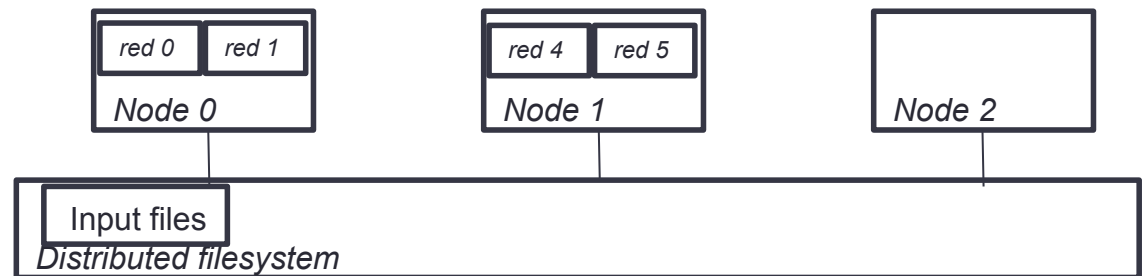 red 0 red 1 red 4 red 5
Node 0 Node 1 Node 2
Input files
Distributed filesystem